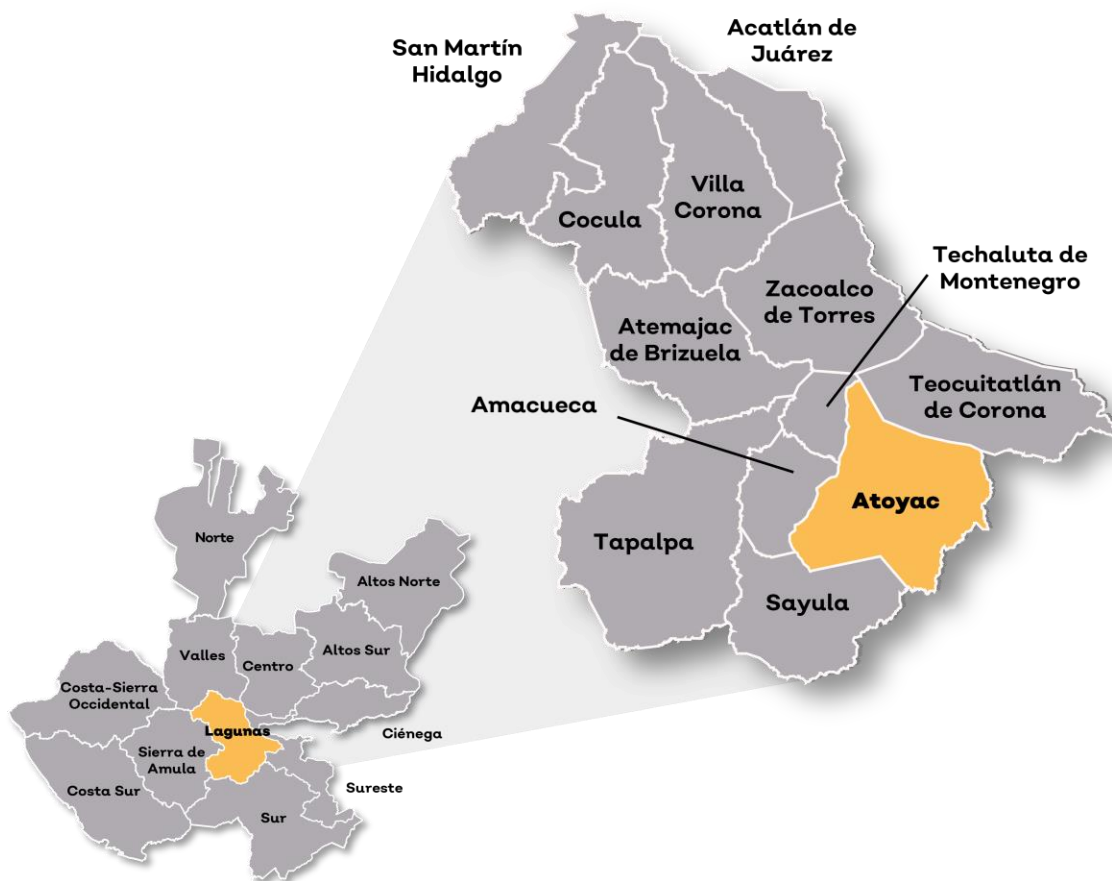 San Martín
Hidalgo
Acatlán de
Juárez
Villa
Corona
Cocula
Techaluta de
Montenegro
Zacoalco
de Torres
Atemajac
de Brizuela
Teocuitatlán
de Corona
Amacueca
Atoyac
Tapalpa
Sayula
Norte
Altos Norte
Altos Sur
Valles
Centro
Costa-Sierra
Occidental
Lagunas
Ciénega
Sierra de
Amula
Sureste
Costa Sur
Sur